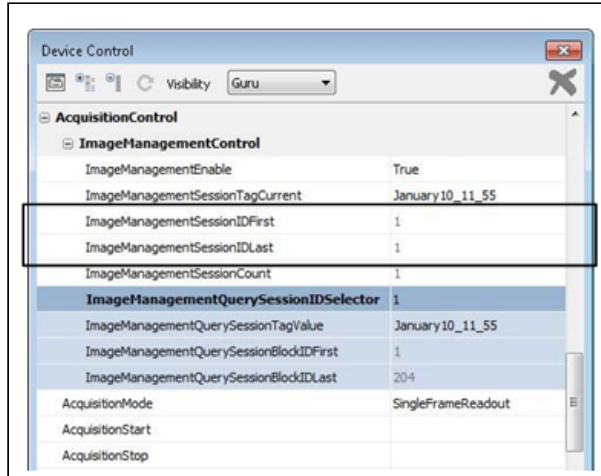 Device Control
Visibility Guru
AcquisitionControl
ImageManagementControl
ImageManagementEnable True
ImageManagementSessionTagCurrent January10_11_55
ImageManagementSessionIDFirst 1
ImageManagementSessionIDLast 1
ImageManagementSessionCount 1
ImageManagementQuerySessionIDSelector 1
ImageManagementQuerySessionTagValue January10_11_55
ImageManagementQuerySessionBlockIDFirst 1
ImageManagementQuerySessionBlockIDLast 204
AcquisitionMode SingleFrameReadout
AcquisitionStart
AcquisitionStop